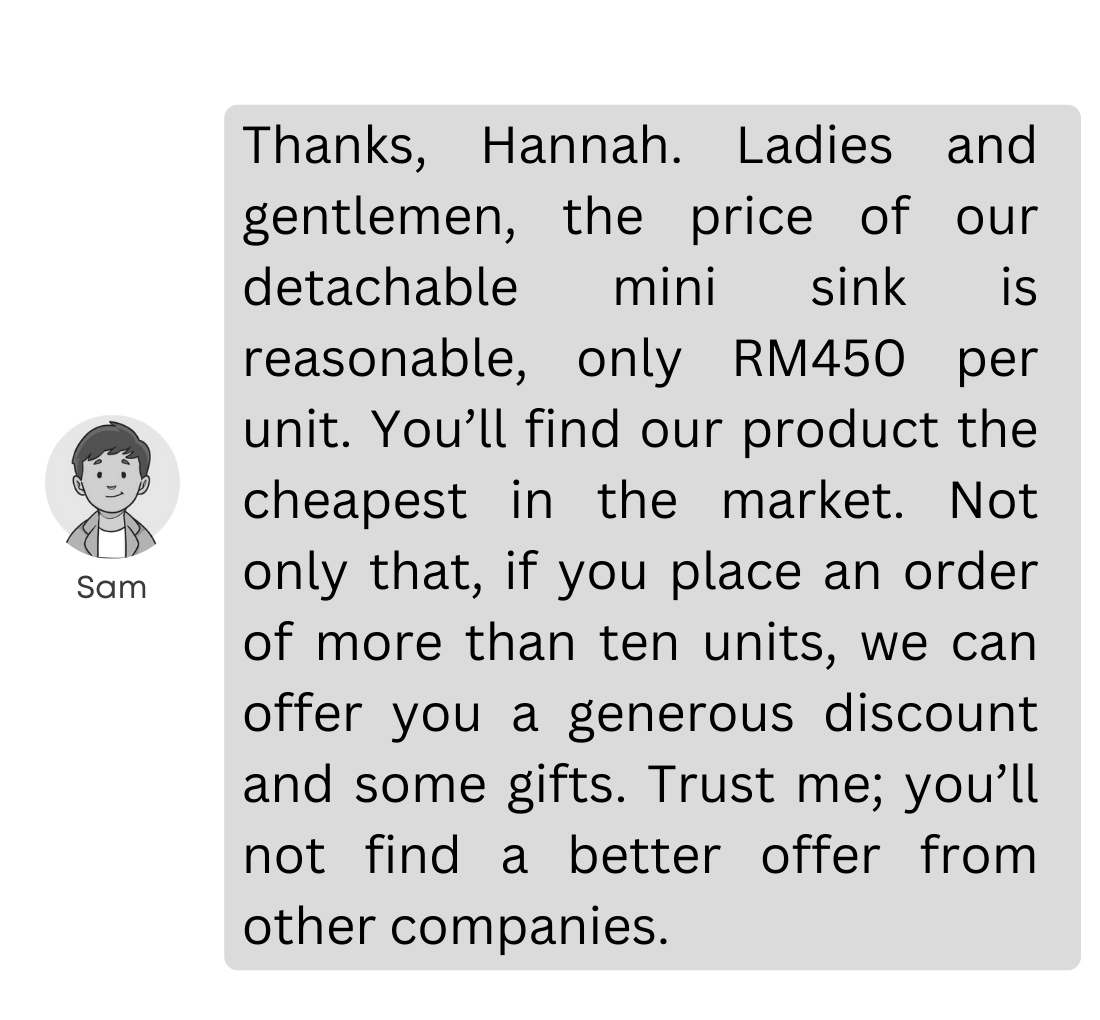 Thanks, Hannah. Ladies and
gentlemen, the price of our
detachable mini sink is
reasonable, only RM450 per
unit. You’ll find our product the
cheapest in the market. Not
only that, if you place an order
of more than ten units, we can
offer you a generous discount
and some gifts. Trust me; you’ll
not find a better offer from
other companies.
Sam